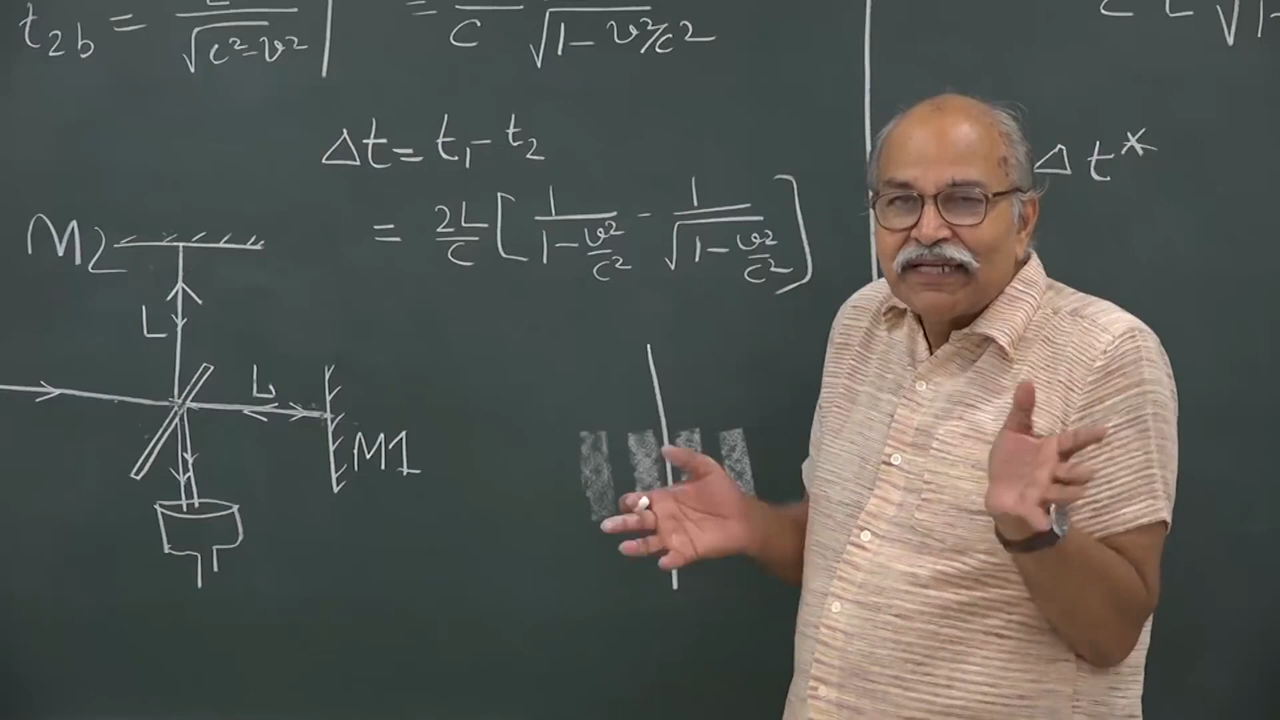 t₂b = L/√(c²-v²) = /C √(1-v²/c²)
Δt = t₁ - t₂
= 2L/C [1/(1-v²/c²) - 1/√(1-v²/c²)]
Δt*
M2
L
L
M1